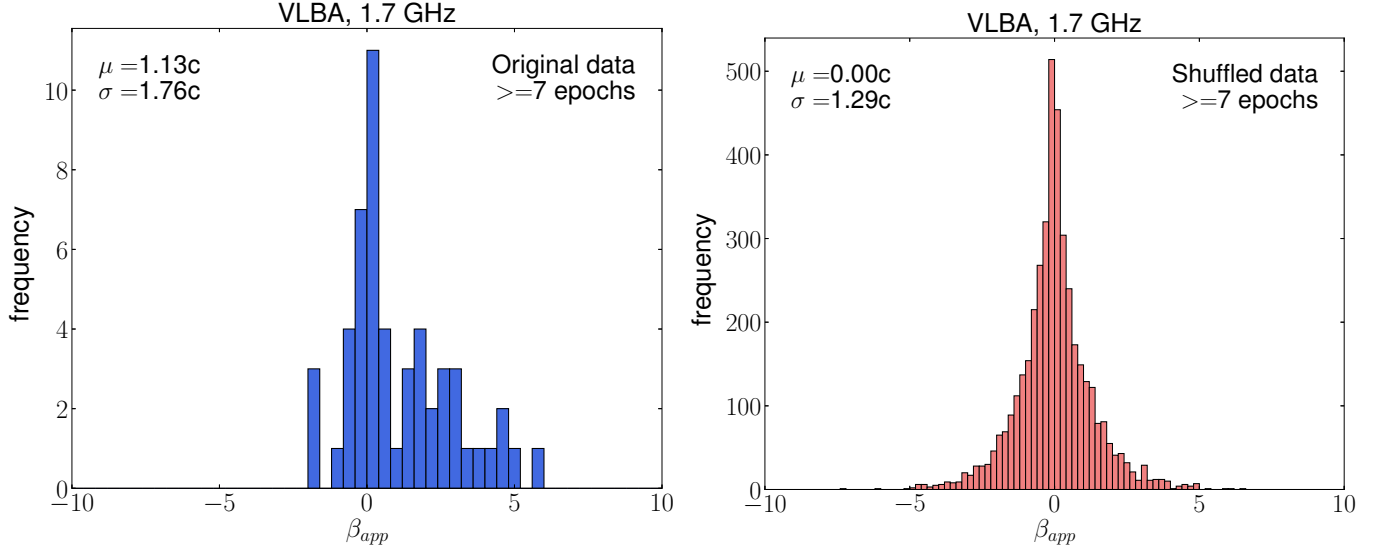 VLBA, 1.7 GHz
μ =1.13c
σ =1.76c
Original data
>=7 epochs
frequency
10
8
6
4
2
0
−10
−5
0
5
10
β_app
VLBA, 1.7 GHz
μ =0.00c
σ =1.29c
Shuffled data
>=7 epochs
frequency
500
400
300
200
100
0
−10
−5
0
5
10
β_app